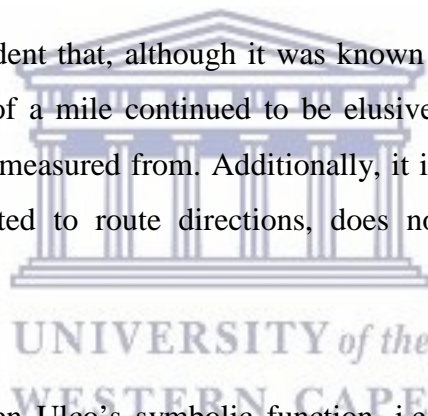 dent that, although it was known
of a mile continued to be elusive
measured from. Additionally, it i
ted to route directions, does no
UNIVERSITY of the
WESTERN CAPE
en Ulco's symbolic function, i.e.